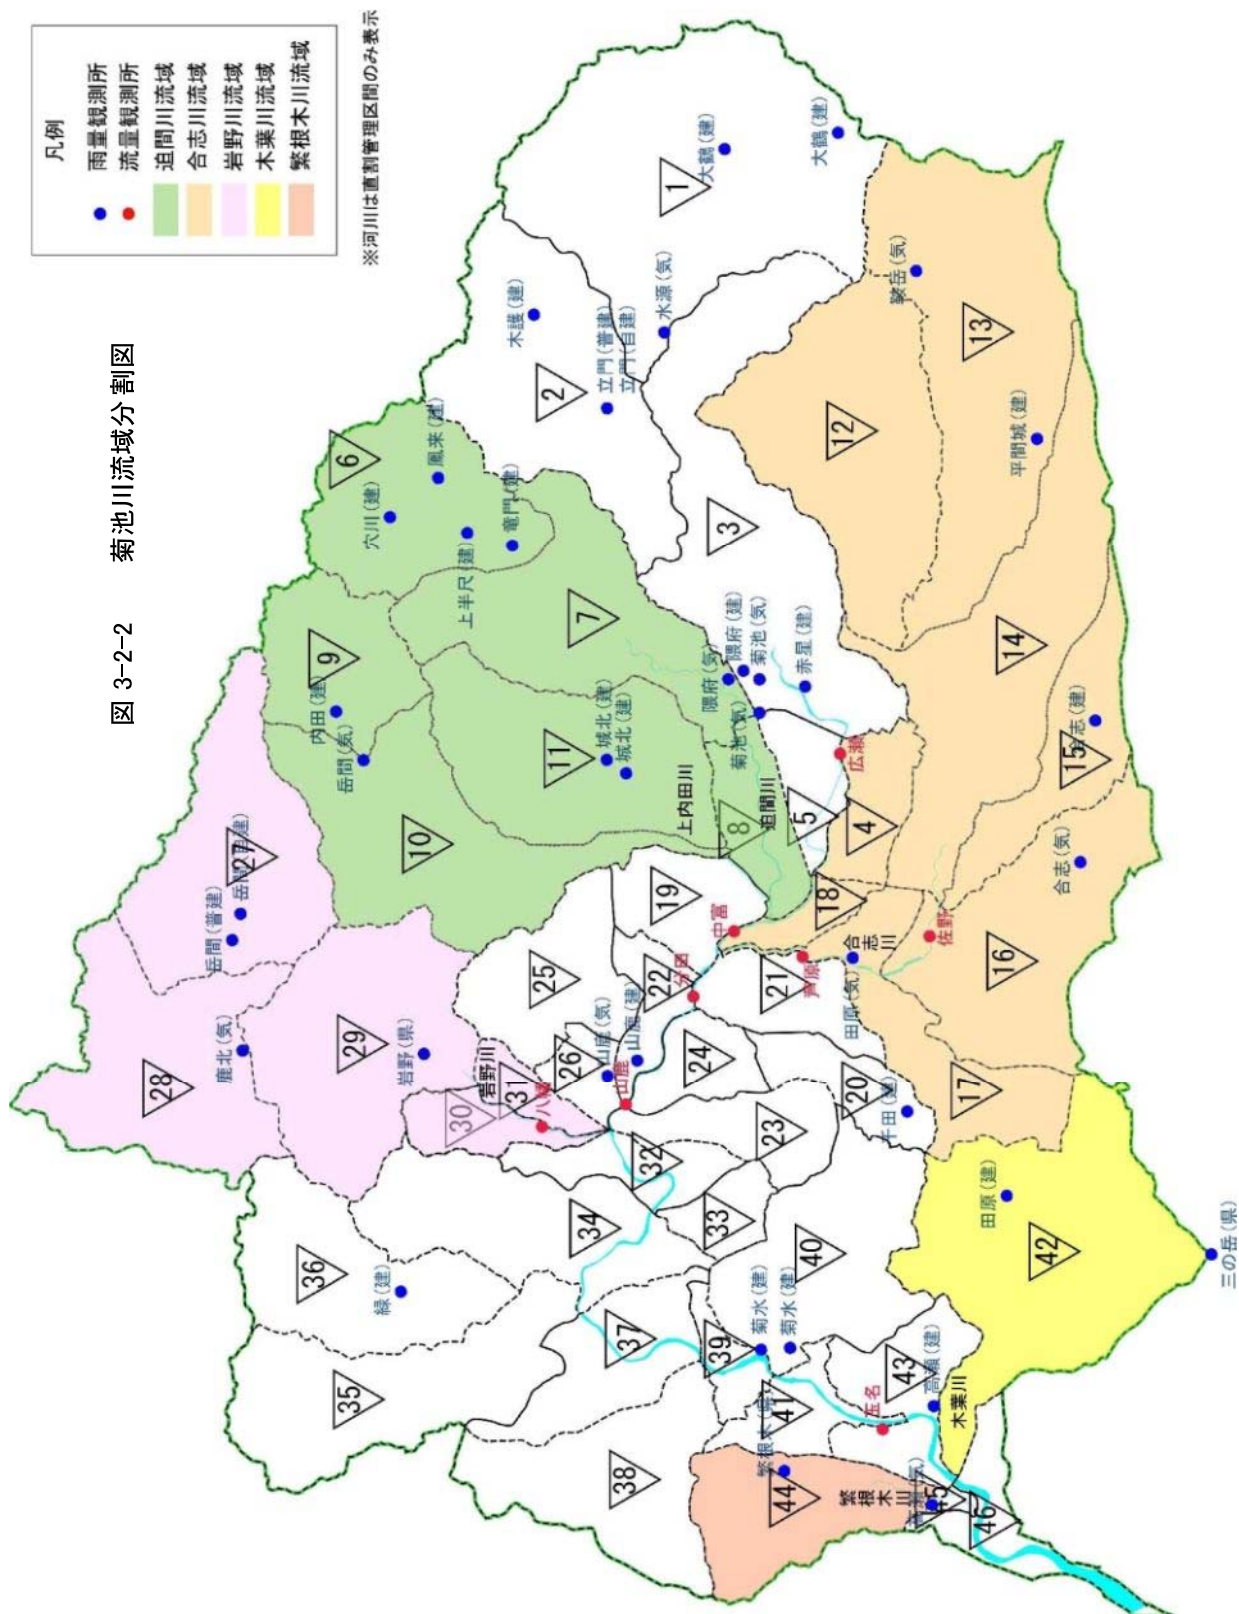 図 3-2-2　菊池川流域分割図
凡例
雨量観測所
流量観測所
迫間川流域
合志川流域
岩野川流域
木葉川流域
繁根木川流域
※河川は直割管理区間のみ表示
28
27
岳間(普建)
鹿北(気)
29
岩野(県)
30
31
岩野川
八幡
9
内田(建)
岳間(気)
10
11
城北(建)
城北(建)
6
穴川(建)
鳳来(建)
上半尺(建)
竜門(建)
7
8
上内田川
迫間川
2
木護(建)
立門(普建)
立門(自建)
1
大鶴(建)
大鶴(建)
水源(気)
3
隈府(気)
隈府(建)
菊池(気)
菊池(気)
赤星(建)
広瀬
5
4
12
13
鞍岳(気)
平間城(建)
14
15
合志(建)
合志(気)
16
17
18
佐野
合志川
田原(気)
芦原
中富
分田
19
20
平田(建)
21
22
23
24
25
26
山鹿(気)
山鹿(建)
山鹿
32
33
34
35
36
緑(建)
37
38
39
菊水(建)
菊水(建)
40
41
繁根木(県)
42
田原(建)
三の岳(県)
43
高瀬(建)
玉名
木葉川
44
繁根木川
45
46